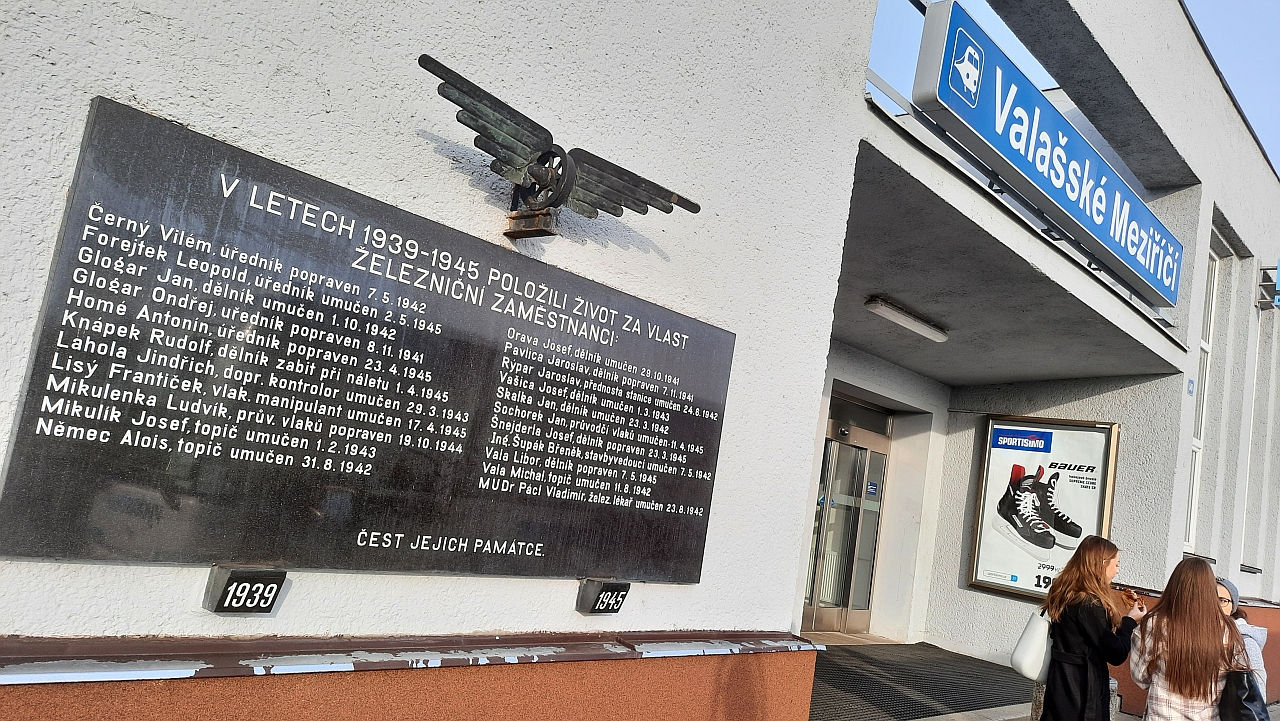 V LETECH 1939-1945 POLOŽILI ŽIVOT ZA VLAST
ŽELEZNIČNÍ ZAMĚSTNANCI:
Černý Vilém, úředník popraven 7. 5. 1942
Forejtek Leopold, úředník umučen 2. 5. 1945
Glogar Jan, dělník umučen 1. 10. 1942
Glogar Ondřej, úředník popraven 8. 11. 1941
Homé Antonín, úředník popraven 23. 4. 1945
Knápek Rudolf, dělník zabit při náletu 1. 4. 1945
Lahola Jindřich, dopr. kontrolor umučen 29. 3. 1943
Lisý Frantíček, vlak. manipulant umučen 17. 4. 1945
Mikulenka Ludvík, prův. vlaků popraven 19. 10. 1944
Mikulík Josef, topič umučen 1. 2. 1943
Němec Alois, topič umučen 31. 8. 1942
Orava Josef, dělník umučen 29. 10. 1941
Pavlica Jaroslav, dělník popraven 7. 11. 1941
Rypar Jaroslav, přednosta stanice umučen 24. 8. 1942
Vašica Josef, dělník umučen 1. 3. 1943
Skalka Jan, dělník umučen 23. 3. 1942
Sochorek Jan, průvodčí vlaků umučen 11. 4. 1945
Šnejderla Josef, dělník popraven 23. 3. 1945
Ing. Šupák Břeněk, stavbyvedoucí umučen 7. 5. 1942
Vala Libor, dělník popraven 7. 5. 1945
Vala Michal, topič umučen 11. 8. 1942
MUDr Pácl Vladimír, želez. lékař umučen 23. 8. 1942
ČEST JEJICH PAMÁTCE.
1939
1945
Valašské Meziříčí
SPORTISIMO
BAUER
2999